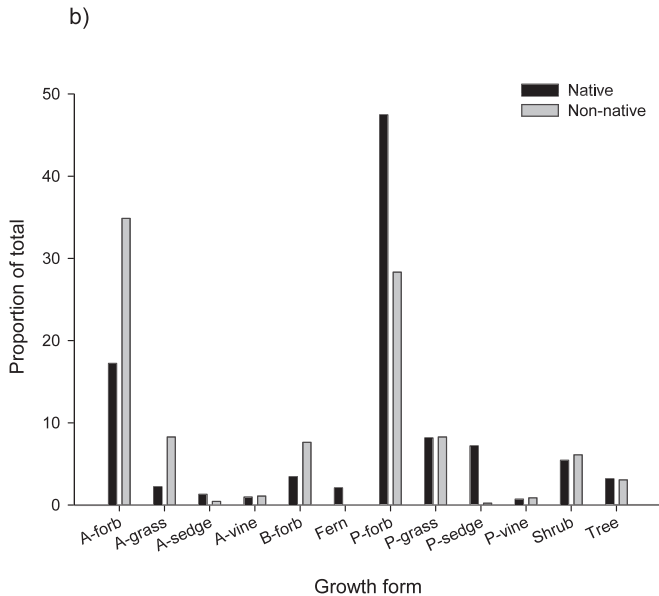 b)
Native
Non-native
50
40
30
20
10
0
Proportion of total
A-forb
A-grass
A-sedge
A-vine
B-forb
Fern
P-forb
P-grass
P-sedge
P-vine
Shrub
Tree
Growth form